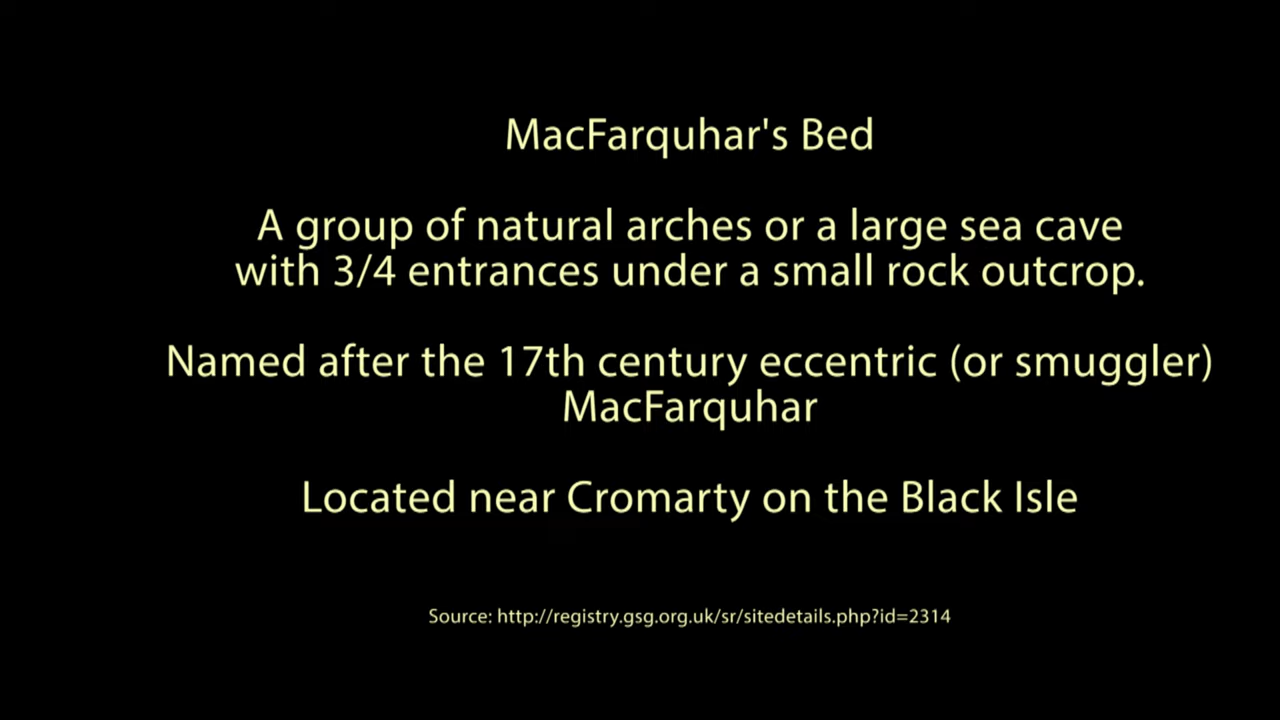 MacFarquhar's Bed
A group of natural arches or a large sea cave
with 3/4 entrances under a small rock outcrop.
Named after the 17th century eccentric (or smuggler)
MacFarquhar
Located near Cromarty on the Black Isle
Source: http://registry.gsg.org.uk/sr/sitedetails.php?id=2314